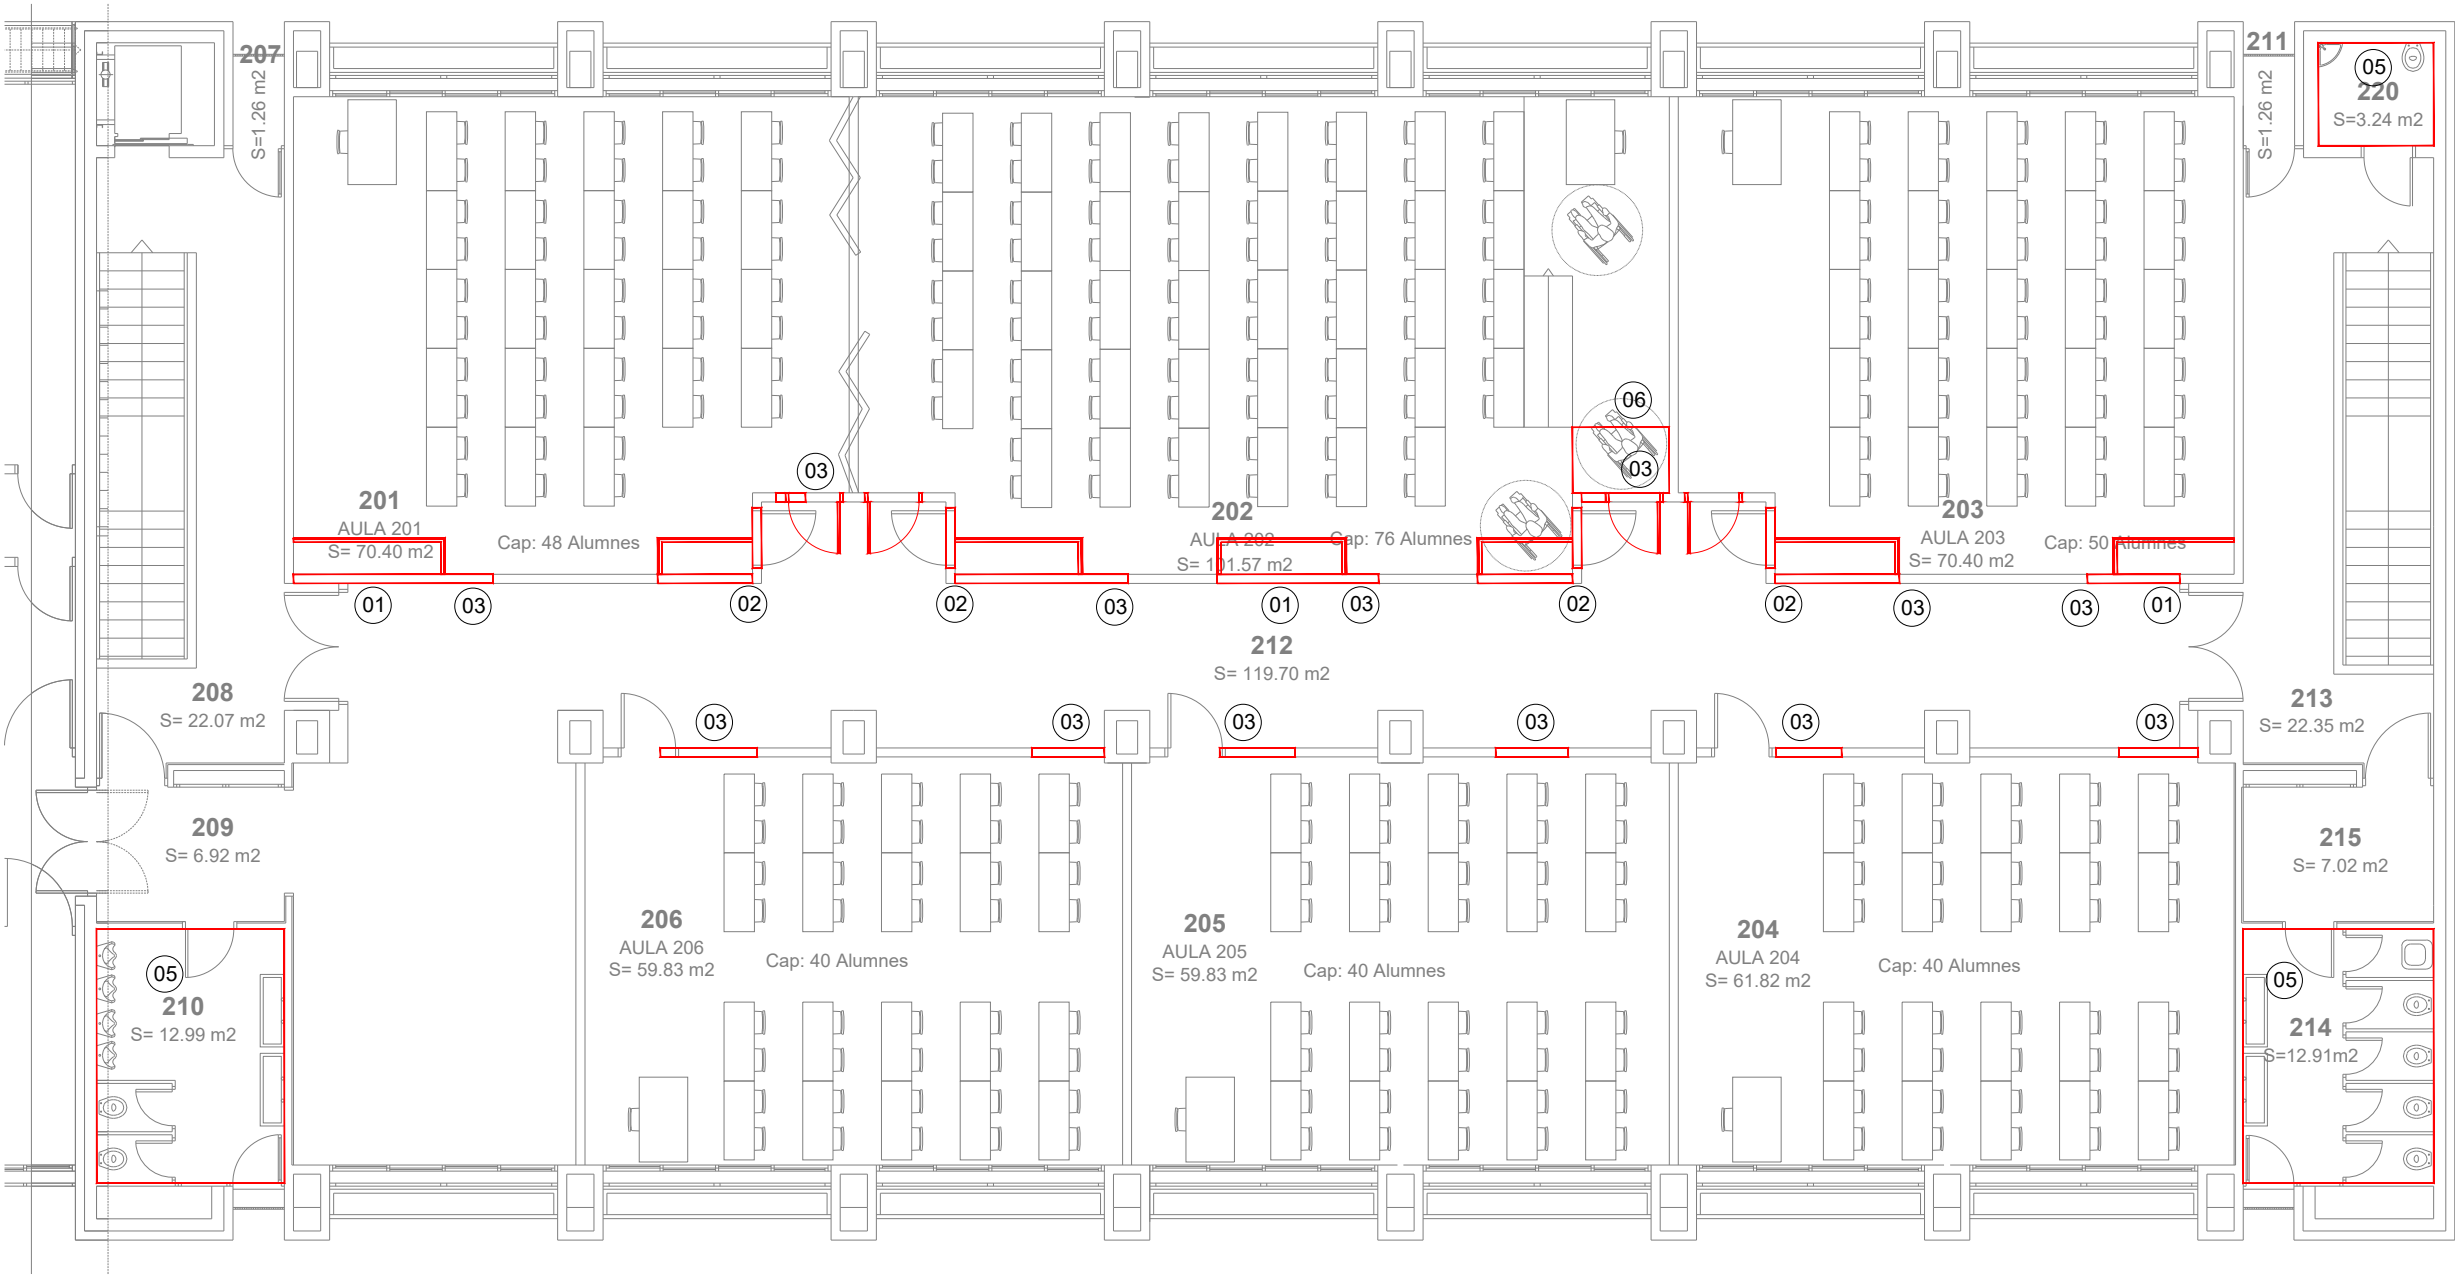 207
S=1.26 m2
211
S=1.26 m2
05
220
S=3.24 m2
06
03
03
201
AULA 201
S= 70.40 m2
Cap: 48 Alumnes
202
AULA 202
S= 101.57 m2
Cap: 76 Alumnes
203
AULA 203
S= 70.40 m2
Cap: 50 Alumnes
01
03
02
02
03
01
03
02
02
03
03
01
212
S= 119.70 m2
208
S= 22.07 m2
213
S= 22.35 m2
03
03
03
03
03
03
209
S= 6.92 m2
215
S= 7.02 m2
206
AULA 206
S= 59.83 m2
Cap: 40 Alumnes
205
AULA 205
S= 59.83 m2
Cap: 40 Alumnes
204
AULA 204
S= 61.82 m2
Cap: 40 Alumnes
05
210
S= 12.99 m2
05
214
S=12.91m2